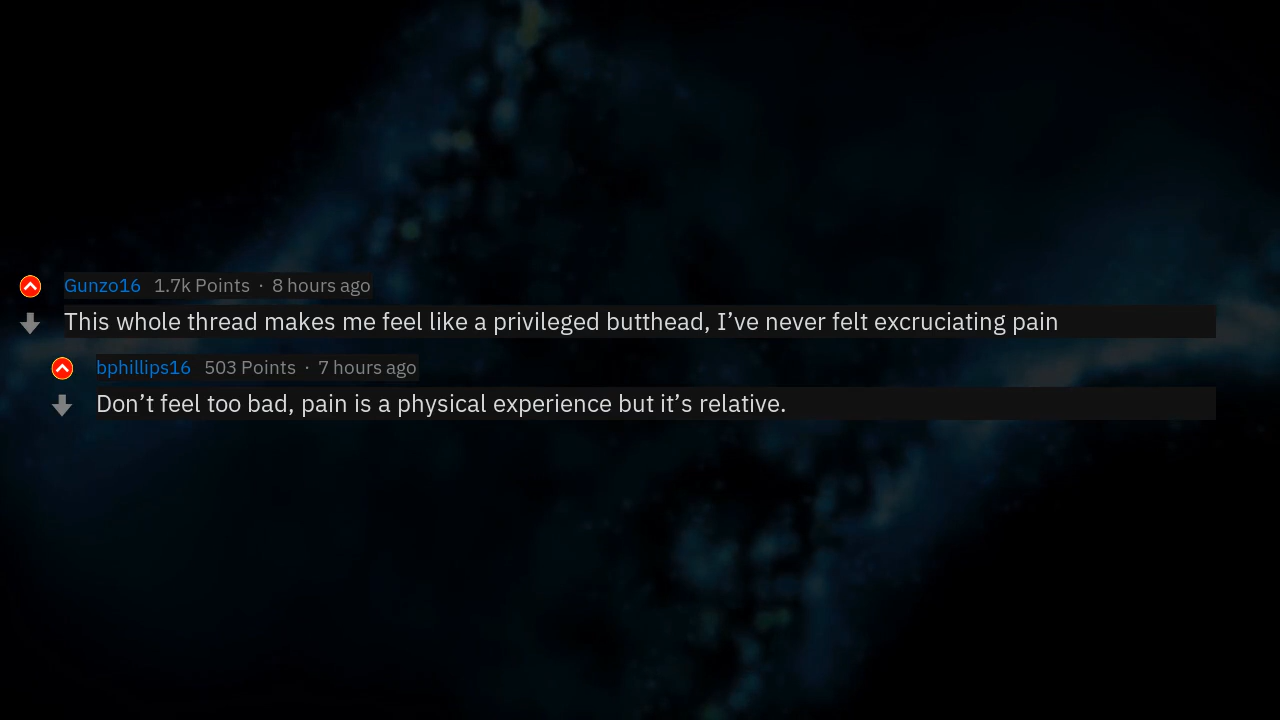 Gunzo16 1.7k Points · 8 hours ago
This whole thread makes me feel like a privileged butthead, I’ve never felt excruciating pain
bphillips16 503 Points · 7 hours ago
Don’t feel too bad, pain is a physical experience but it’s relative.